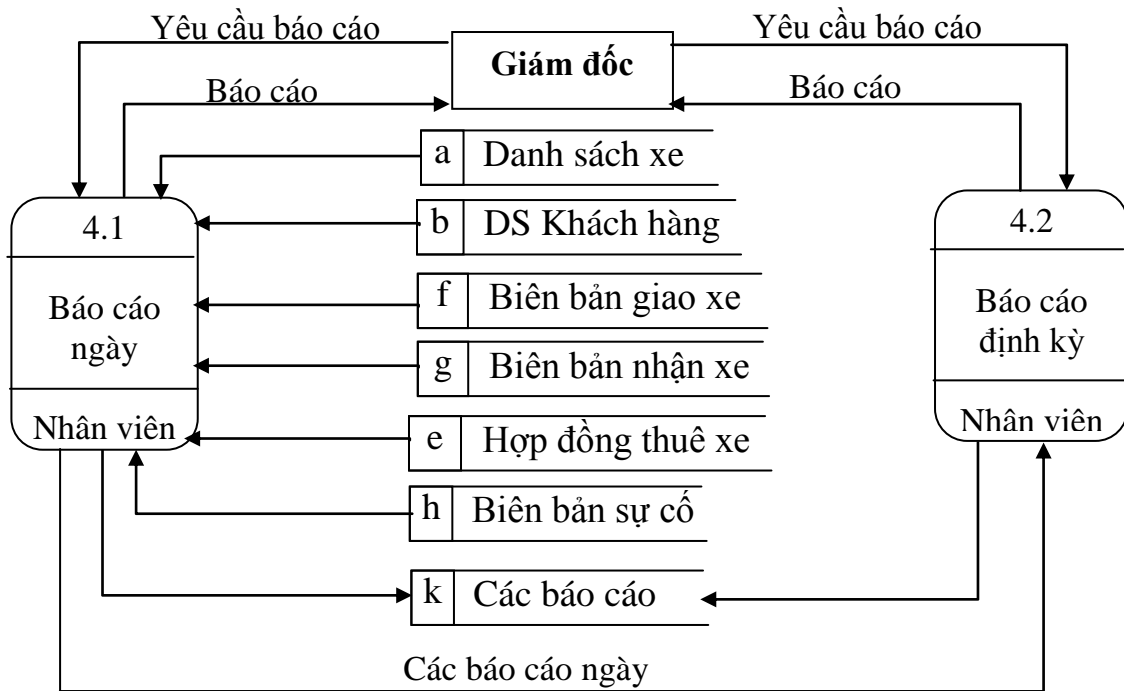 Yêu cầu báo cáo
Yêu cầu báo cáo
Giám đốc
Báo cáo
Báo cáo
a Danh sách xe
4.1
b DS Khách hàng
4.2
f Biên bản giao xe
Báo cáo
ngày
Báo cáo
định kỳ
g Biên bản nhận xe
Nhân viên
e Hợp đồng thuê xe
Nhân viên
h Biên bản sự cố
k Các báo cáo
Các báo cáo ngày